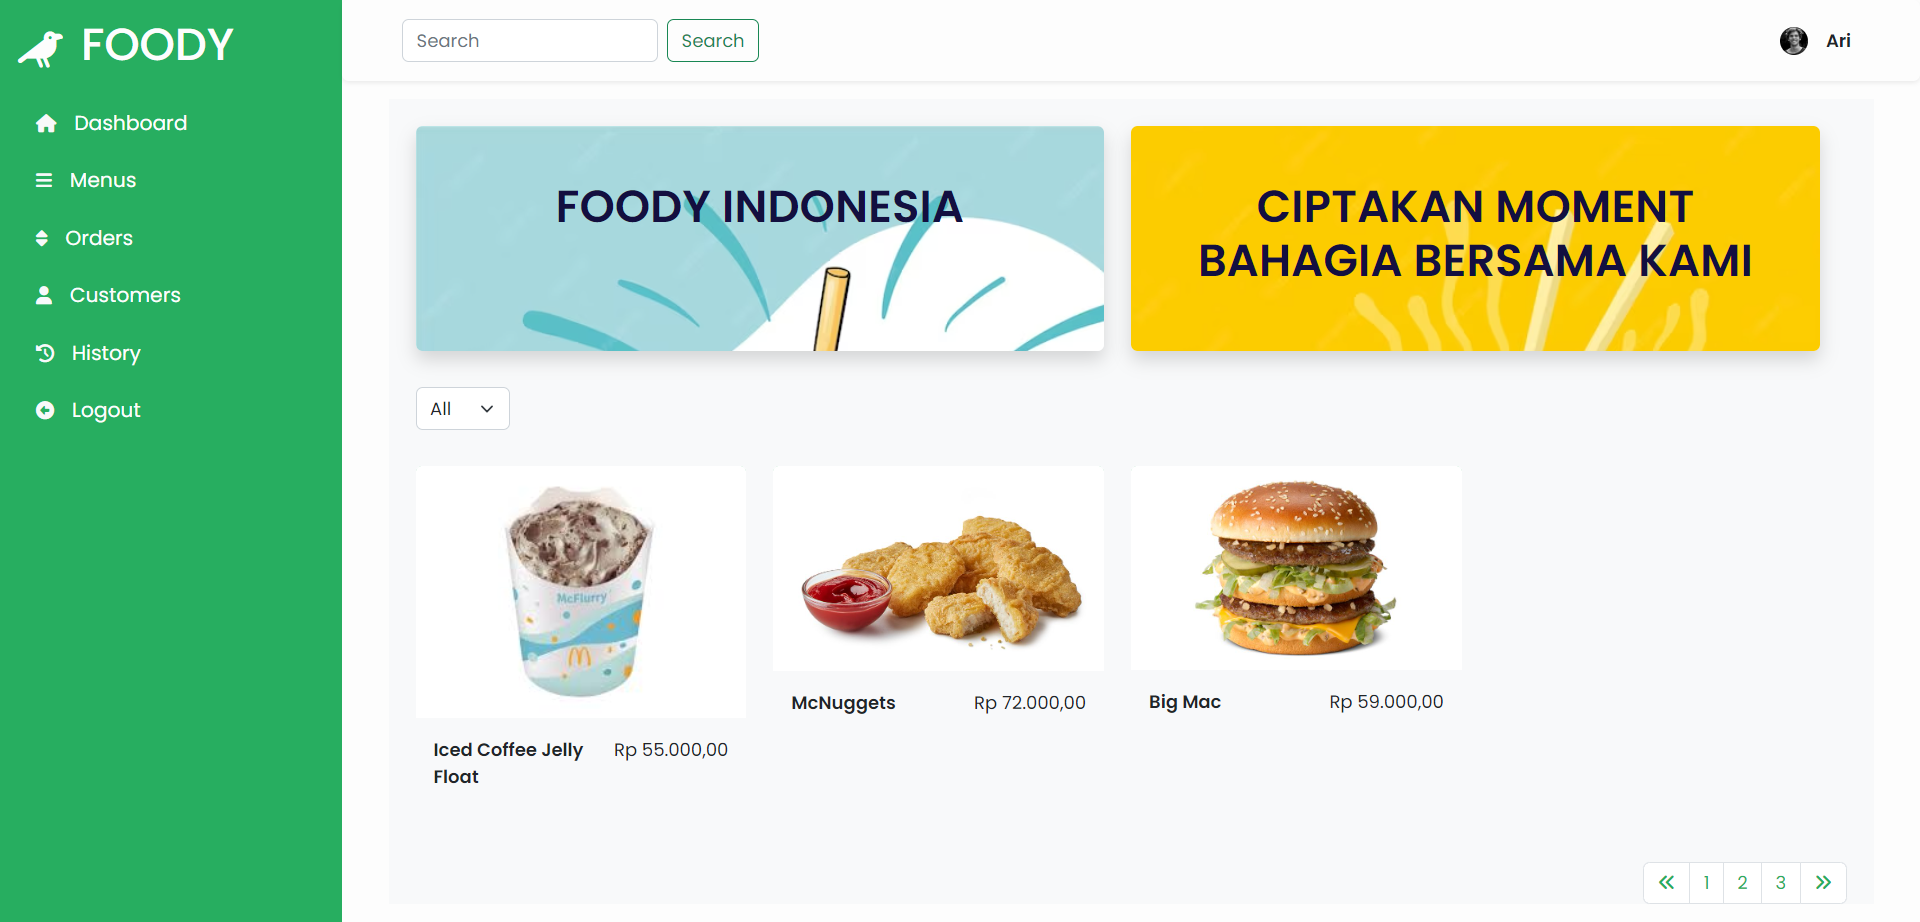 FOODY
Dashboard
Menus
Orders
Customers
History
Logout
Search
Search
Ari
FOODY INDONESIA
CIPTAKAN MOMENT
BAHAGIA BERSAMA KAMI
All
McFlurry
Iced Coffee Jelly
Float
Rp 55.000,00
McNuggets
Rp 72.000,00
Big Mac
Rp 59.000,00
« 1 2 3 »